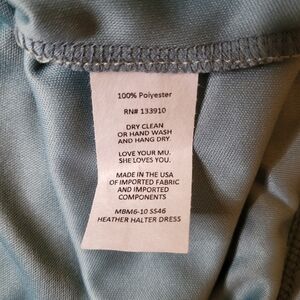 100% Polyester
RN# 133910
DRY CLEAN
OR HAND WASH
AND HANG DRY.
LOVE YOUR MU.
SHE LOVES YOU.
MADE IN THE USA
OF IMPORTED FABRIC
AND IMPORTED
COMPONENTS
MBM6-10 SS46
HEATHER HALTER DRESS